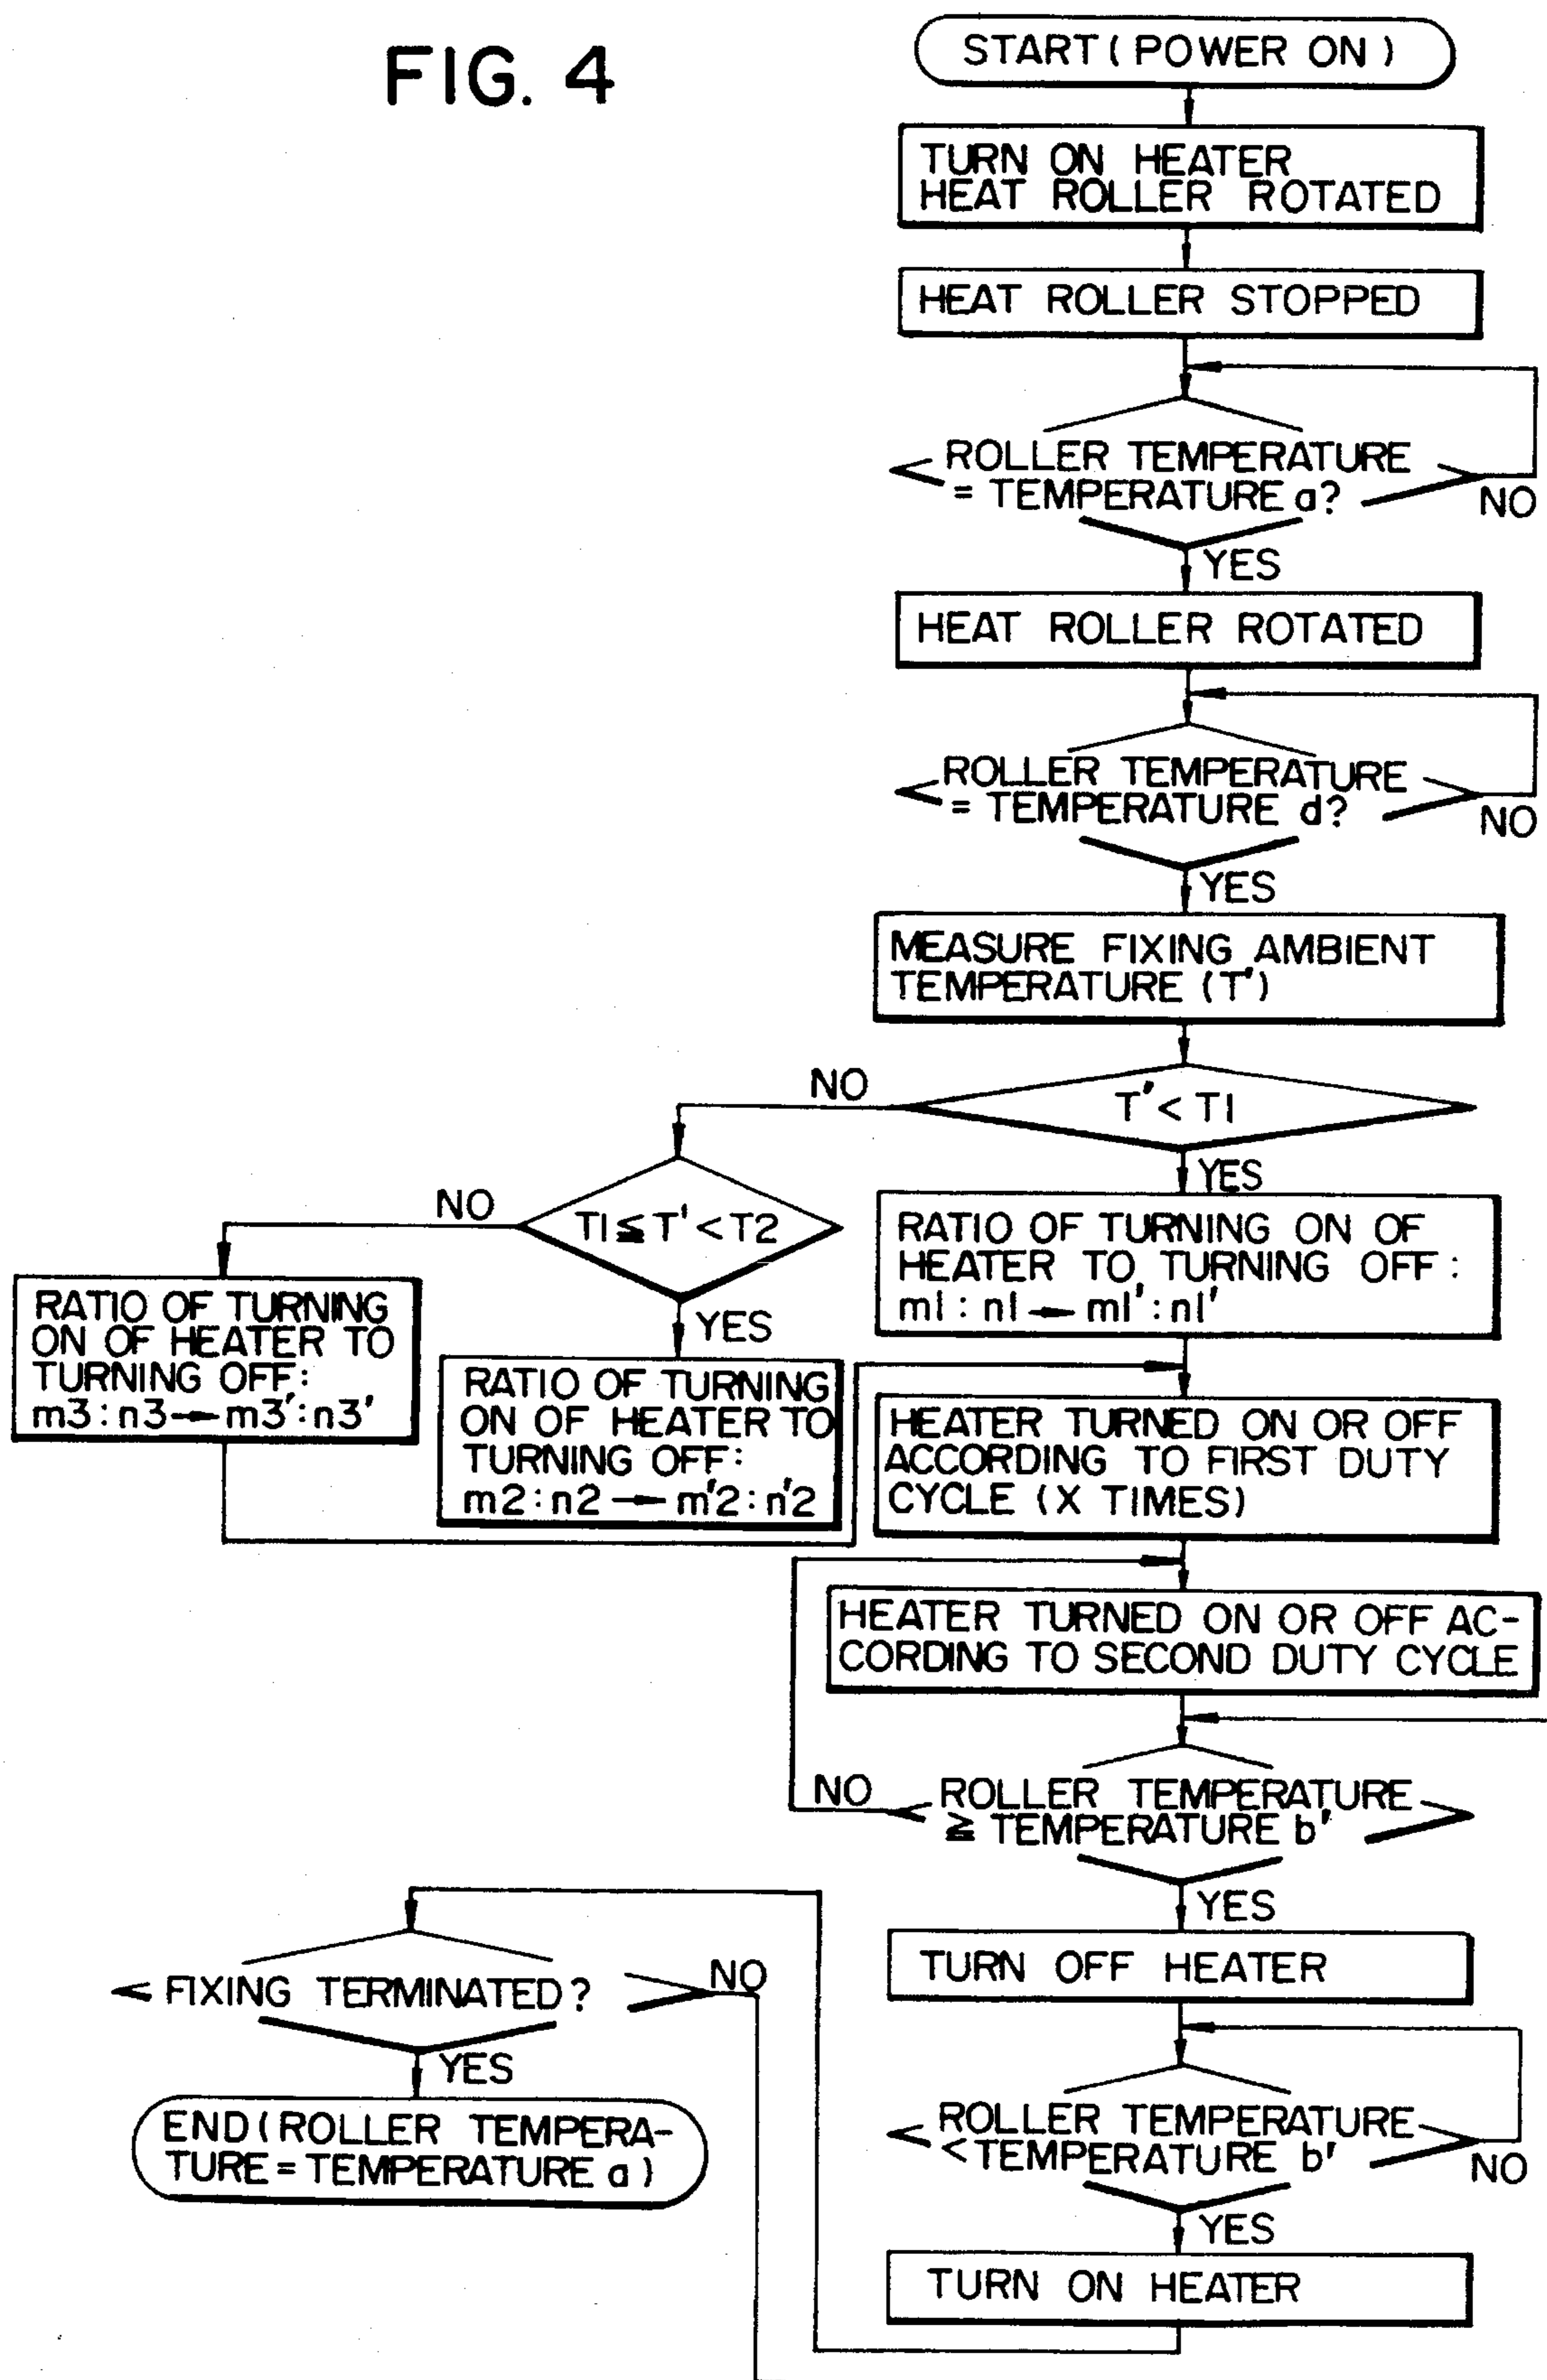 FIG. 4
START ( POWER ON )
TURN ON HEATER
HEAT ROLLER ROTATED
HEAT ROLLER STOPPED
ROLLER TEMPERATURE
= TEMPERATURE a?
NO
YES
HEAT ROLLER ROTATED
ROLLER TEMPERATURE
= TEMPERATURE d?
NO
YES
MEASURE FIXING AMBIENT
TEMPERATURE (T')
T' < T1
NO
YES
T1 ≦ T' < T2
NO
YES
RATIO OF TURNING ON OF
HEATER TO TURNING OFF :
m1 : n1 → m1' : n1'
RATIO OF TURNING
ON OF HEATER TO
TURNING OFF:
m3 : n3 → m3' : n3'
RATIO OF TURNING
ON OF HEATER TO
TURNING OFF:
m2 : n2 → m'2 : n'2
HEATER TURNED ON OR OFF
ACCORDING TO FIRST DUTY
CYCLE (X TIMES)
HEATER TURNED ON OR OFF AC-
CORDING TO SECOND DUTY CYCLE
ROLLER TEMPERATURE
≧ TEMPERATURE b'
NO
YES
TURN OFF HEATER
ROLLER TEMPERATURE
< TEMPERATURE b'
NO
YES
TURN ON HEATER
FIXING TERMINATED ?
NO
YES
END ( ROLLER TEMPERA-
TURE = TEMPERATURE a )